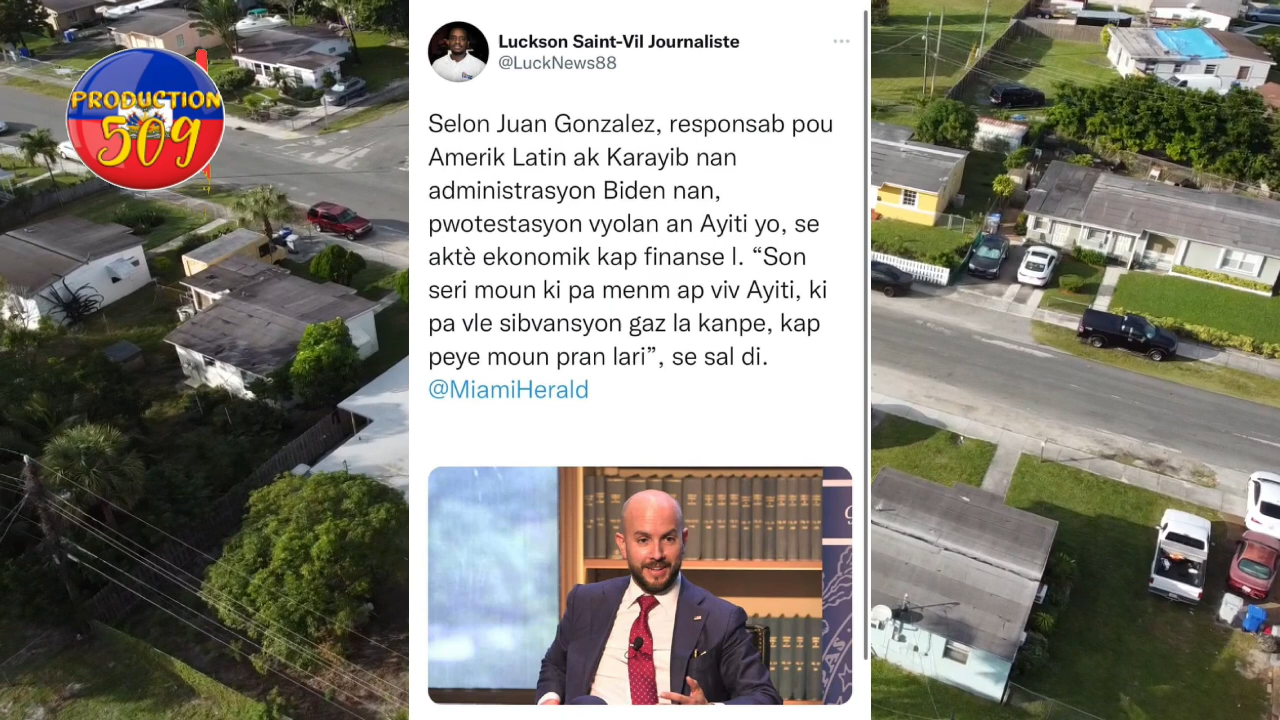 PRODUCTION
509
Luckson Saint-Vil Journaliste
@LuckNews88
Selon Juan Gonzalez, responsab pou
Amerik Latin ak Karayib nan
administrasyon Biden nan,
pwotestasyon vyolan an Ayiti yo, se
aktè ekonomik kap finanse l. “Son
seri moun ki pa menm ap viv Ayiti, ki
pa vle sibvansyon gaz la kanpe, kap
peye moun pran lari”, se sal di.
@MiamiHerald